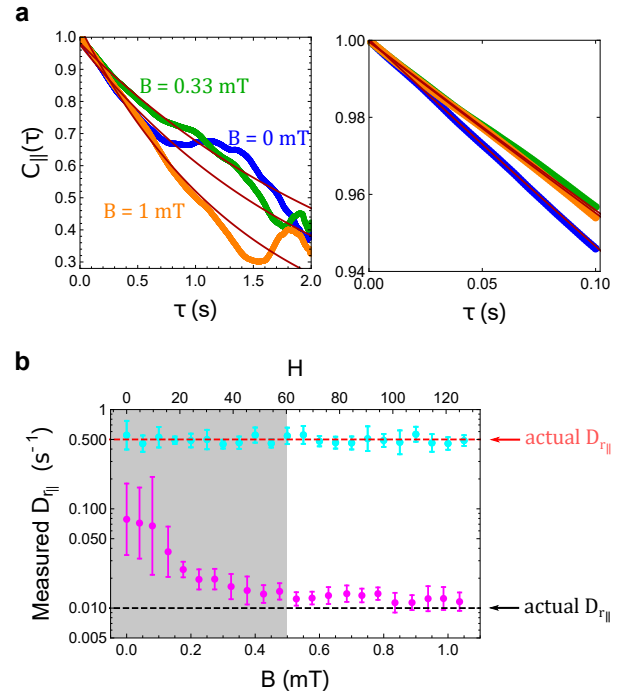 a
C||(τ)
1.0
0.9
0.8
0.7
0.6
0.5
0.4
0.3
B = 0.33 mT
B = 0 mT
B = 1 mT
0.0 0.5 1.0 1.5 2.0
τ (s)
1.00
0.98
0.96
0.94
0.00 0.05 0.10
τ (s)
b
H
0 20 40 60 80 100 120
Measured Dr|| (s⁻¹)
1
0.500
0.100
0.050
0.010
0.005
actual Dr||
actual Dr||
0.0 0.2 0.4 0.6 0.8 1.0
B (mT)